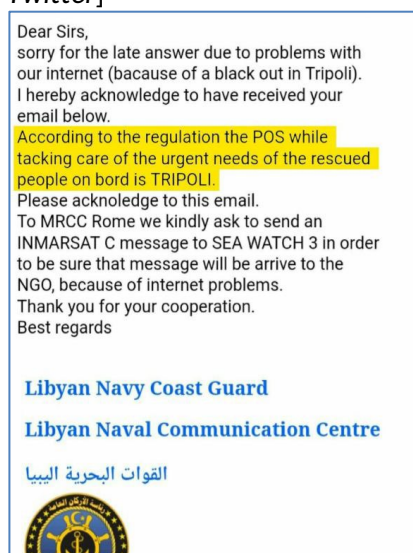 Twitter]
Dear Sirs,
sorry for the late answer due to problems with
our internet (bacause of a black out in Tripoli).
I hereby acknowledge to have received your
email below.
According to the regulation the POS while
tacking care of the urgent needs of the rescued
people on bord is TRIPOLI.
Please acknoledge to this email.
To MRCC Rome we kindly ask to send an
INMARSAT C message to SEA WATCH 3 in order
to be sure that message will be arrive to the
NGO, because of internet problems.
Thank you for your cooperation.
Best regards
Libyan Navy Coast Guard
Libyan Naval Communication Centre
القوات البحرية الليبيا